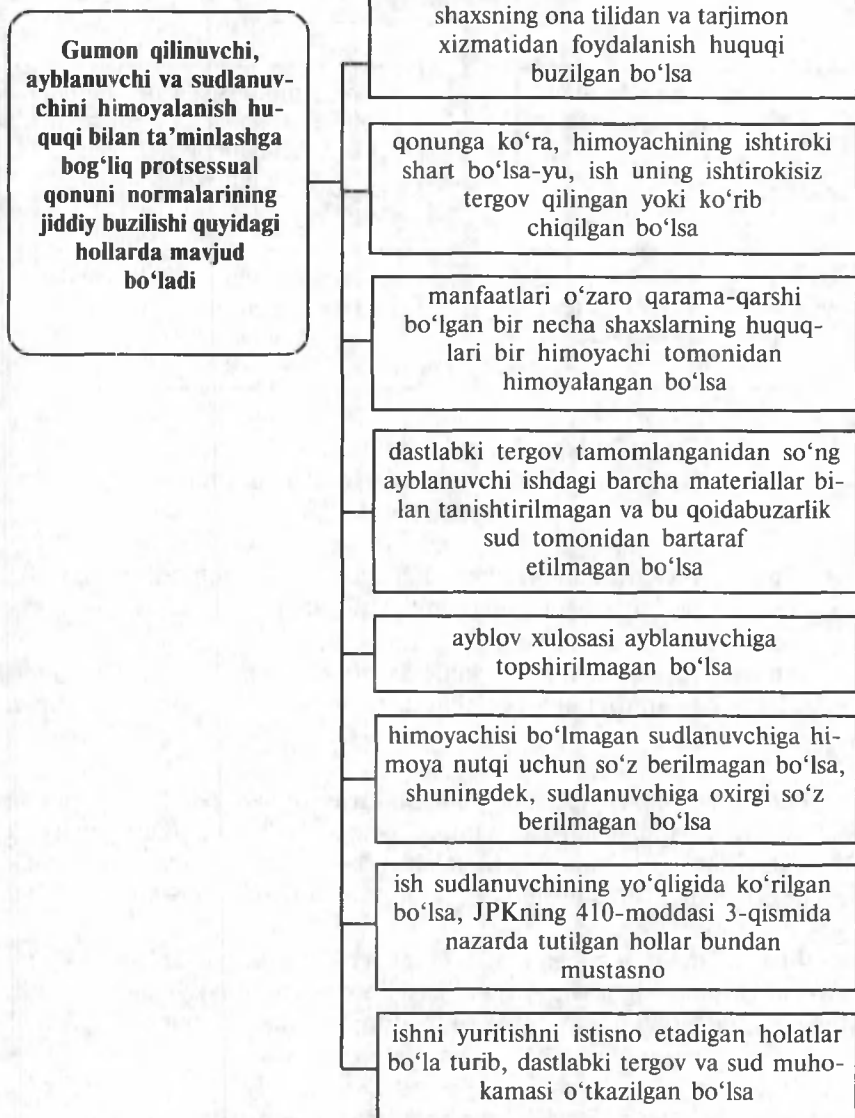 Gumon qilinuvchi,
ayblanuvchi va sudlanuv-
chini himoyalanish hu-
quqi bilan ta’minlashga
bog‘liq protsessual
qonuni normalarining
jiddiy buzilishi quyidagi
hollarda mavjud
bo‘ladi
shaxsning ona tilidan va tarjimon
xizmatidan foydalanish huquqi
buzilgan bo‘lsa
qonunga ko‘ra, himoyachining ishtiroki
shart bo‘lsa-yu, ish uning ishtirokisiz
tergov qilingan yoki ko‘rib
chiqilgan bo‘lsa
manfaatlari o‘zaro qarama-qarshi
bo‘lgan bir necha shaxslarning huquq-
lari bir himoyachi tomonidan
himoyalangan bo‘lsa
dastlabki tergov tamomlanganidan so‘ng
ayblanuvchi ishdagi barcha materiallar bi-
lan tanishtirilmagan va bu qoidabuzarlik
sud tomonidan bartaraf
etilmagan bo‘lsa
ayblov xulosasi ayblanuvchiga
topshirilmagan bo‘lsa
himoyachisi bo‘lmagan sudlanuvchiga hi-
moya nutqi uchun so‘z berilmagan bo‘lsa,
shuningdek, sudlanuvchiga oxirgi so‘z
berilmagan bo‘lsa
ish sudlanuvchining yo‘qligida ko‘rilgan
bo‘lsa, JPKning 410-moddasi 3-qismida
nazarda tutilgan hollar bundan
mustasno
ishni yuritishni istisno etadigan holatlar
bo‘la turib, dastlabki tergov va sud muho-
kamasi o‘tkazilgan bo‘lsa